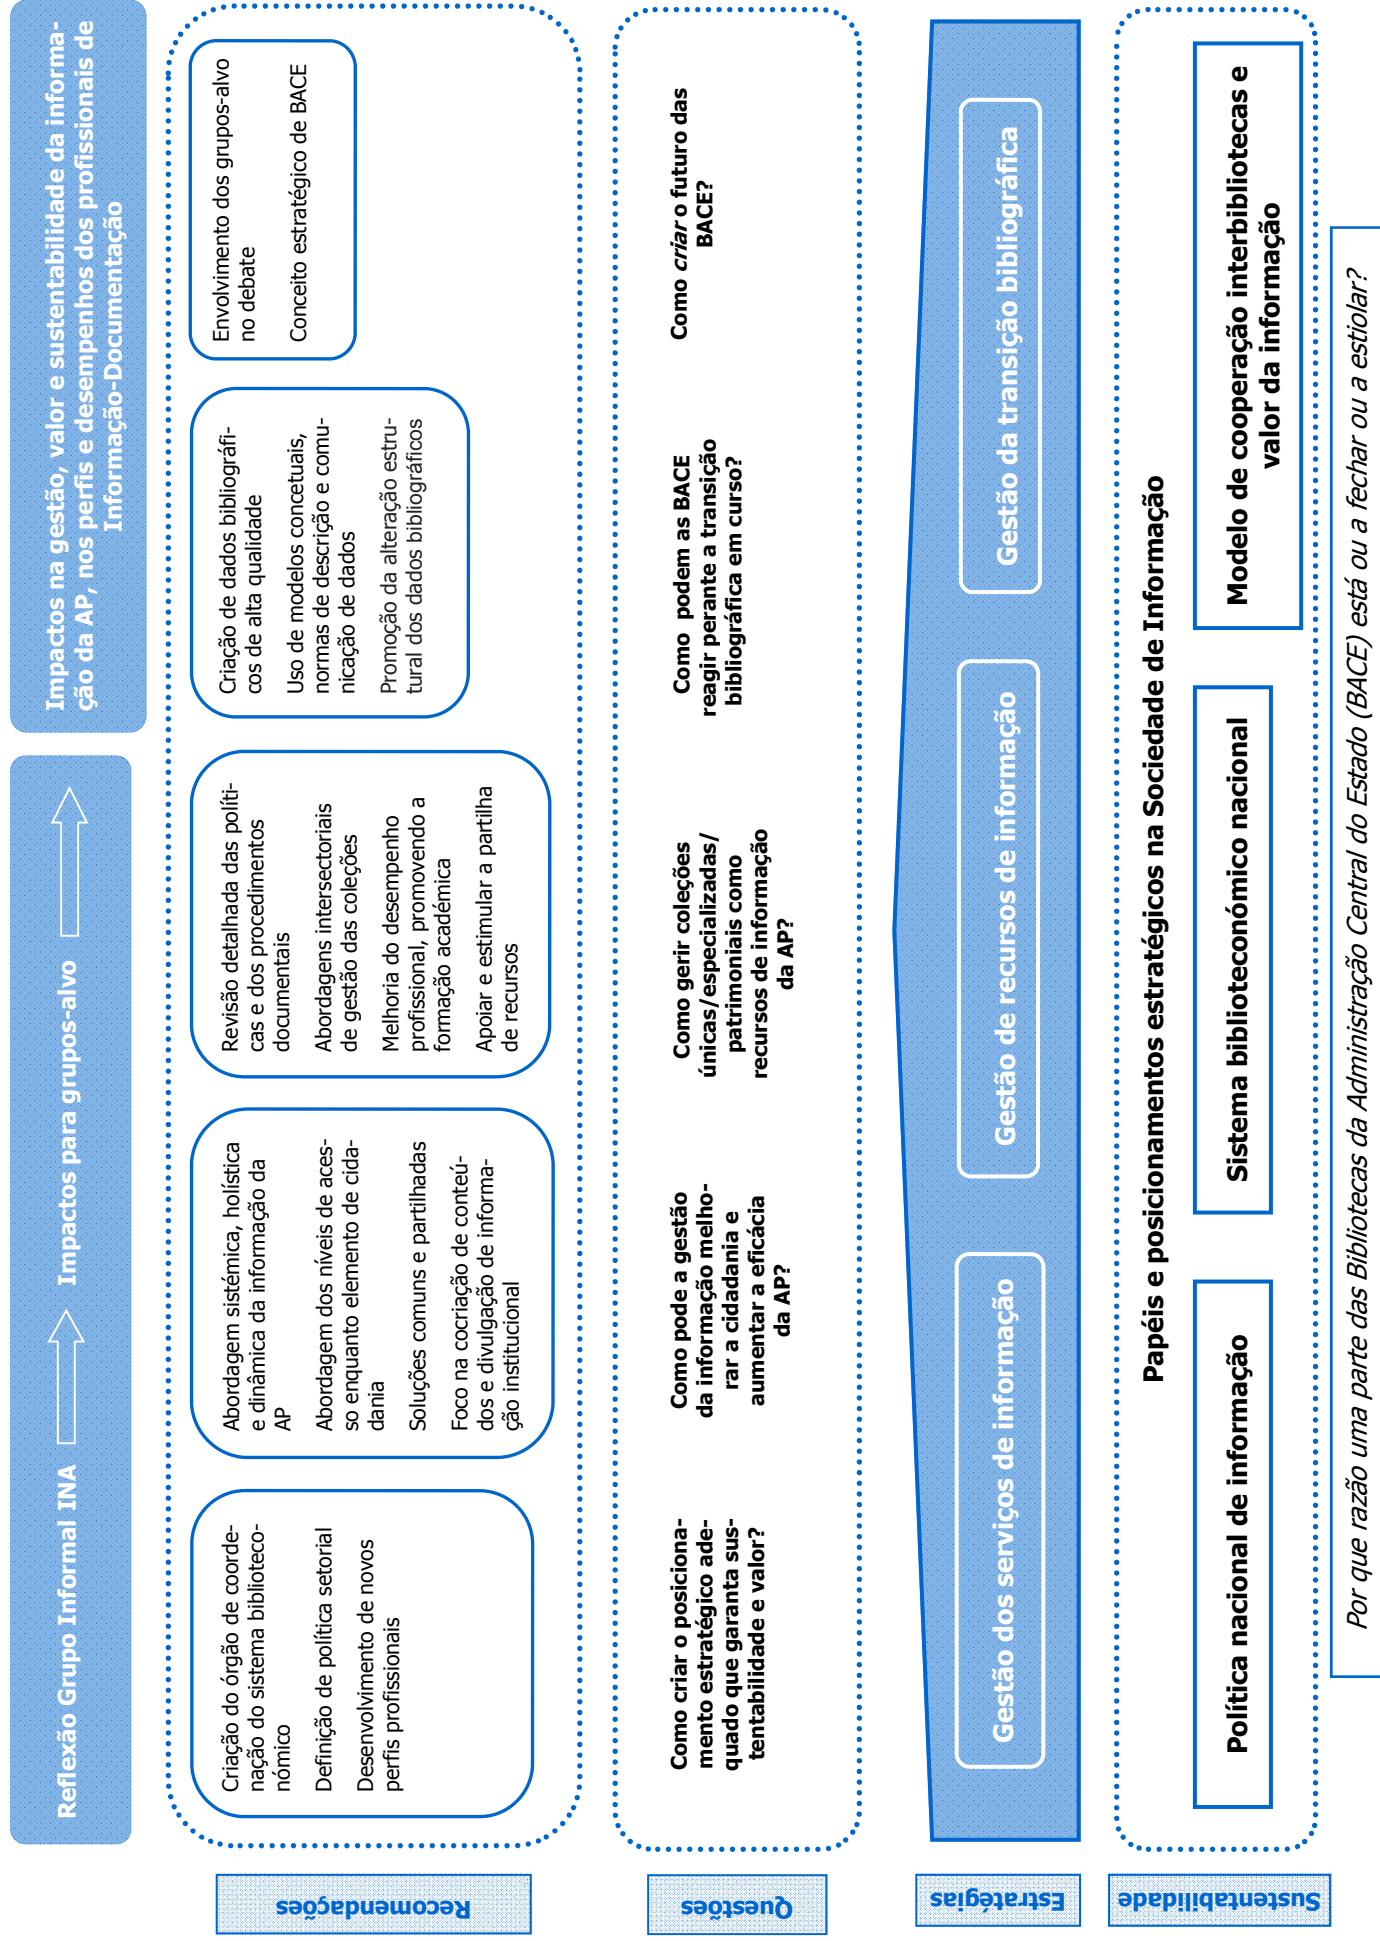 Reflexão Grupo Informal INA
Impactos para grupos-alvo
Impactos na gestão, valor e sustentabilidade da informa-
ção da AP, nos perfis e desempenhos dos profissionais de
Informação-Documentação
Recomendações
Criação do órgão de coorde-
nação do sistema biblioteco-
nómico
Definição de política setorial
Desenvolvimento de novos
perfis profissionais
Abordagem sistémica, holística
e dinâmica da informação da
AP
Abordagem dos níveis de aces-
so enquanto elemento de cida-
dania
Soluções comuns e partilhadas
Foco na cocriação de conteú-
dos e divulgação de informa-
ção institucional
Revisão detalhada das políti-
cas e dos procedimentos
documentais
Abordagens intersectoriais
de gestão das coleções
Melhoria do desempenho
profissional, promovendo a
formação académica
Apoiar e estimular a partilha
de recursos
Criação de dados bibliográfi-
cos de alta qualidade
Uso de modelos concetuais,
normas de descrição e comu-
nicação de dados
Promoção da alteração estru-
tural dos dados bibliográficos
Envolvimento dos grupos-alvo
no debate
Conceito estratégico de BACE
Questões
Como criar o posiciona-
mento estratégico ade-
quado que garanta sus-
tentabilidade e valor?
Como pode a gestão
da informação melho-
rar a cidadania e
aumentar a eficácia
da AP?
Como gerir coleções
únicas/especializadas/
patrimoniais como
recursos de informação
da AP?
Como podem as BACE
reagir perante a transição
bibliográfica em curso?
Como criar o futuro das
BACE?
Estratégias
Gestão dos serviços de informação
Gestão de recursos de informação
Gestão da transição bibliográfica
Sustentabilidade
Papéis e posicionamentos estratégicos na Sociedade de Informação
Política nacional de informação
Sistema biblioteconómico nacional
Modelo de cooperação interbibliotecas e
valor da informação
Por que razão uma parte das Bibliotecas da Administração Central do Estado (BACE) está ou a fechar ou a estiolar?